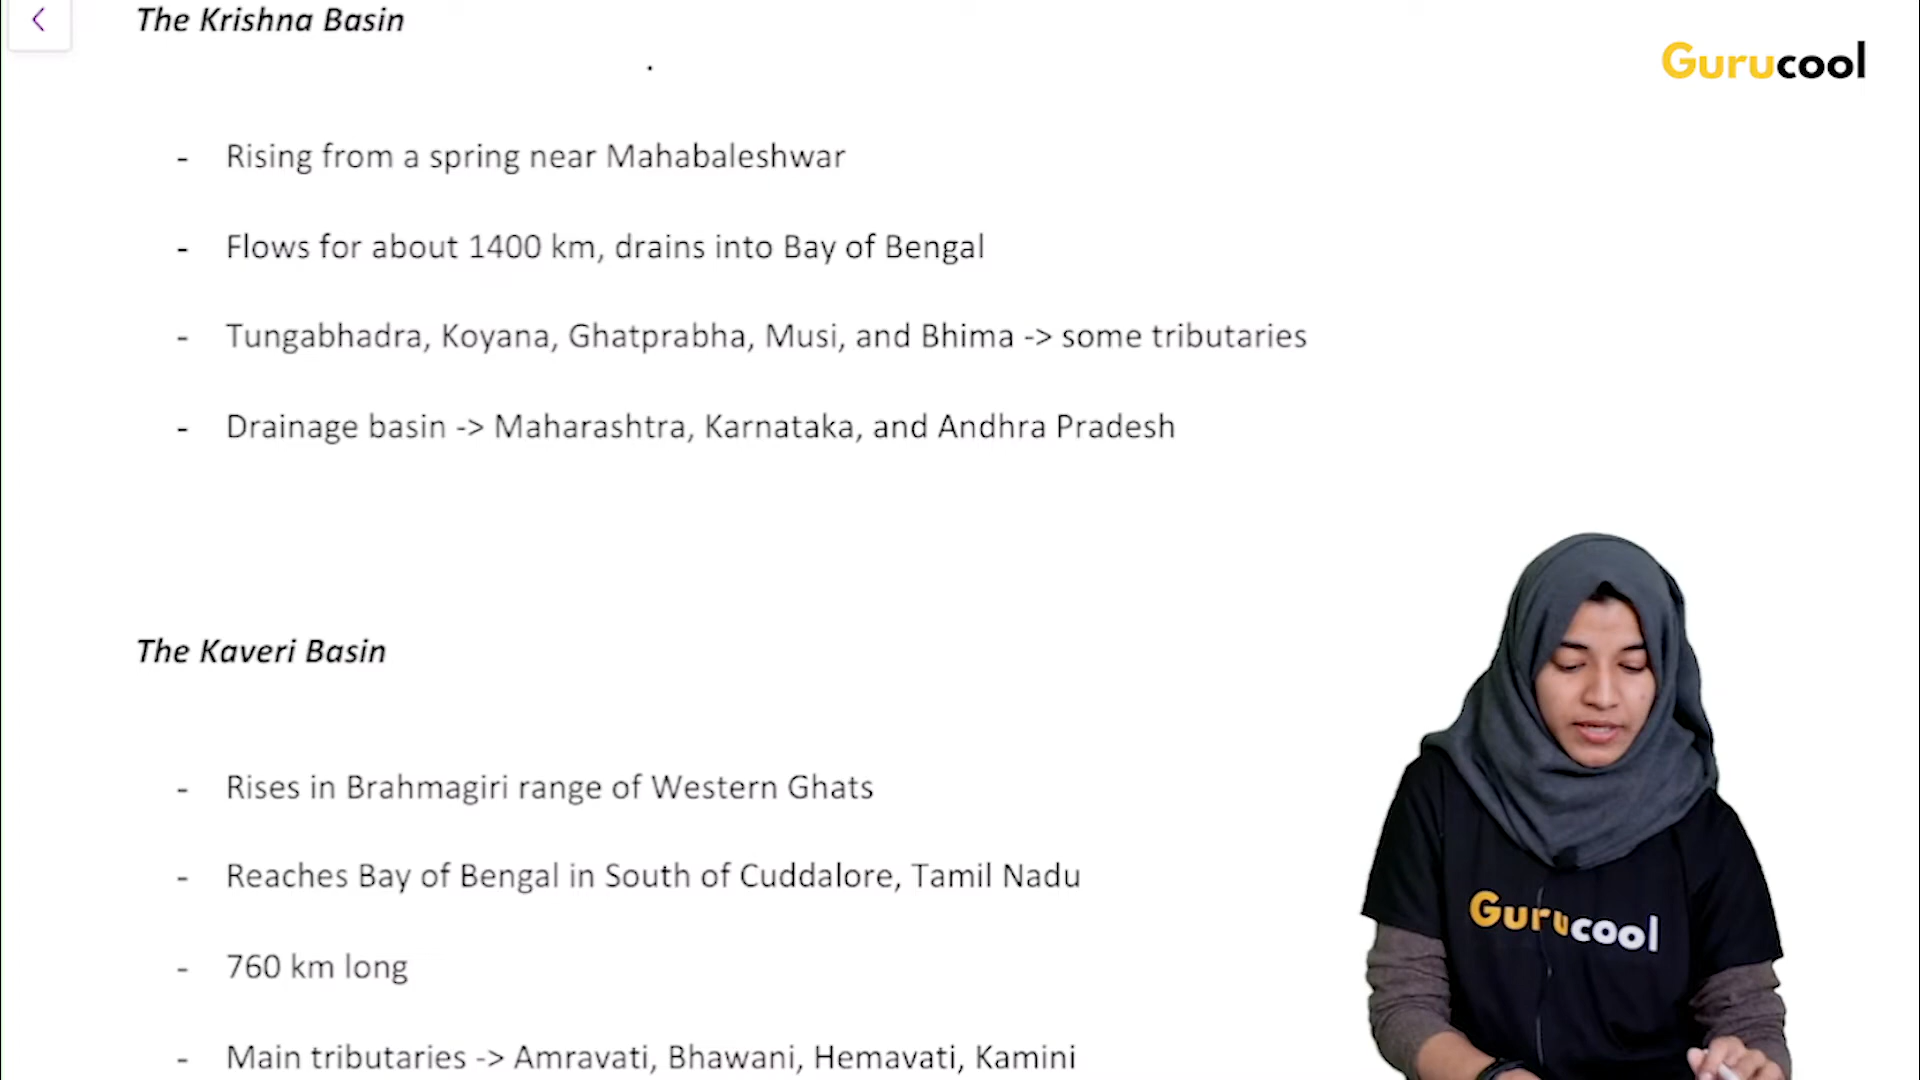 The Krishna Basin
Gurucool
- Rising from a spring near Mahabaleshwar
- Flows for about 1400 km, drains into Bay of Bengal
- Tungabhadra, Koyana, Ghatprabha, Musi, and Bhima -> some tributaries
- Drainage basin -> Maharashtra, Karnataka, and Andhra Pradesh
The Kaveri Basin
- Rises in Brahmagiri range of Western Ghats
- Reaches Bay of Bengal in South of Cuddalore, Tamil Nadu
- 760 km long
- Main tributaries -> Amravati, Bhawani, Hemavati, Kamini
Gurucool